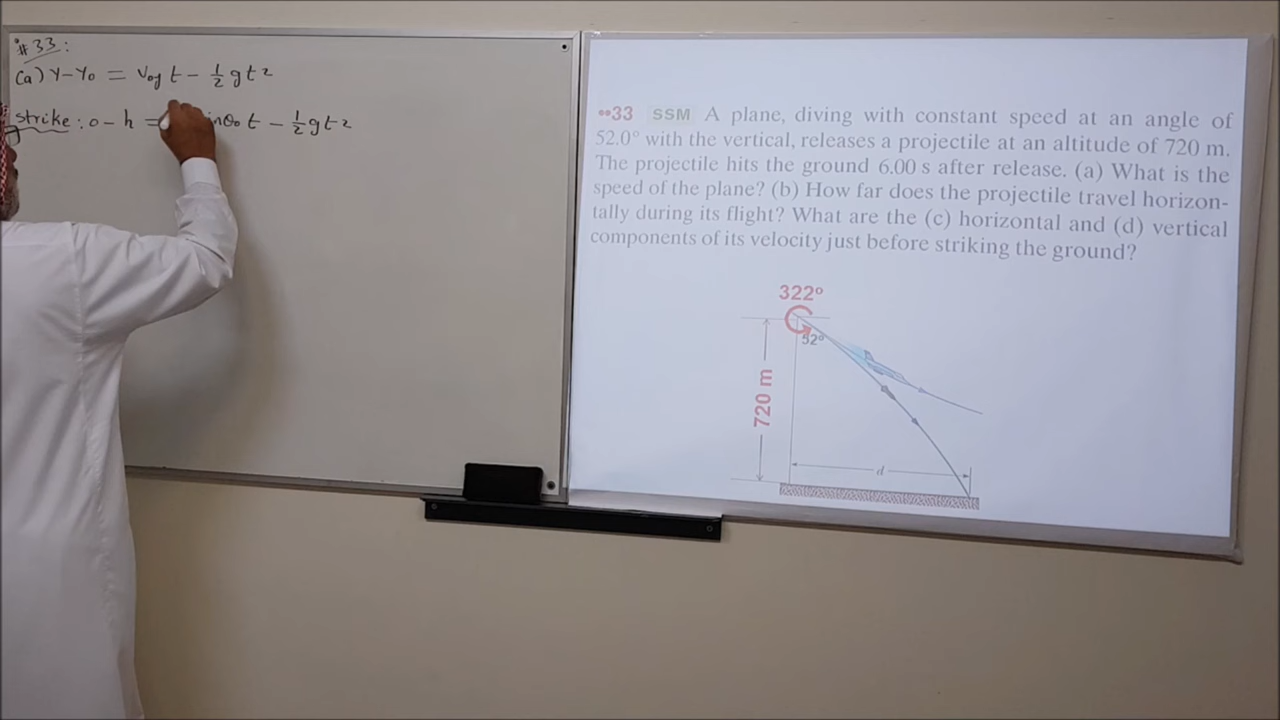 #33:
(a) Y-Y₀ = V₀y t - 1/2 g t²
strike: 0 - h = inθ₀ t - 1/2 g t²
••33 SSM A plane, diving with constant speed at an angle of
52.0° with the vertical, releases a projectile at an altitude of 720 m.
The projectile hits the ground 6.00 s after release. (a) What is the
speed of the plane? (b) How far does the projectile travel horizon-
tally during its flight? What are the (c) horizontal and (d) vertical
components of its velocity just before striking the ground?
322º
52º
720 m
d